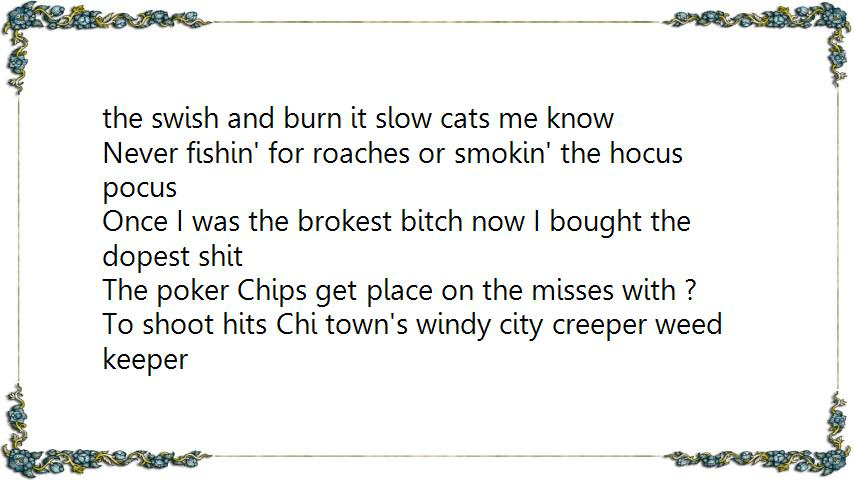 the swish and burn it slow cats me know
Never fishin' for roaches or smokin' the hocus
pocus
Once I was the brokest bitch now I bought the
dopest shit
The poker Chips get place on the misses with ?
To shoot hits Chi town's windy city creeper weed
keeper